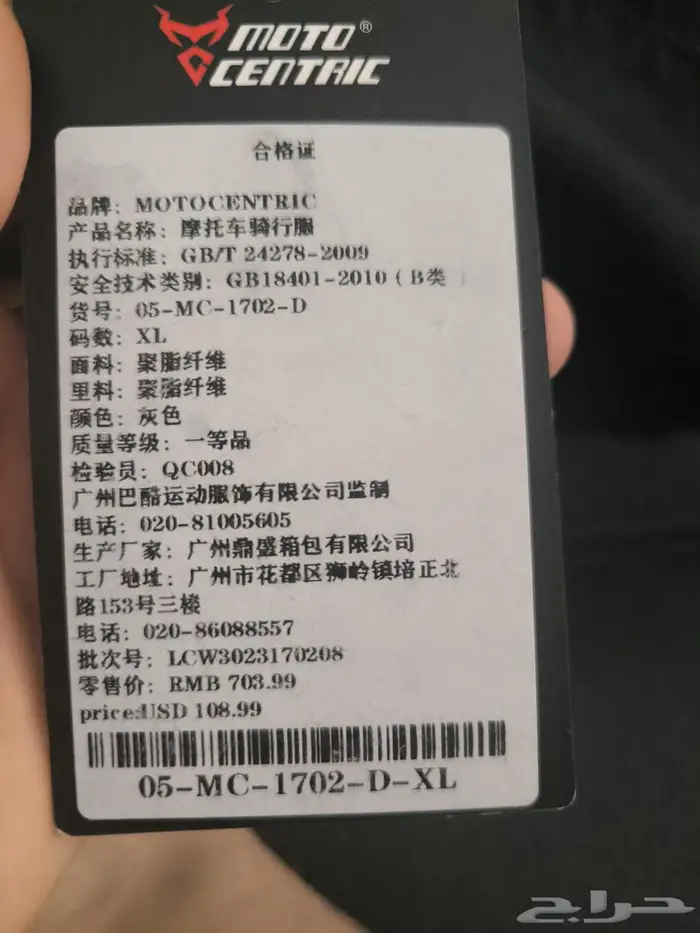 MOTO®
CENTRIC
合格证
品牌: MOTOCENTRIC
产品名称: 摩托车骑行服
执行标准: GB/T 24278-2009
安全技术类别: GB18401-2010 ( B类 )
货号: 05-MC-1702-D
码数: XL
面料: 聚脂纤维
里料: 聚脂纤维
颜色: 灰色
质量等级: 一等品
检验员: QC008
广州巴酷运动服饰有限公司监制
电话: 020-81005605
生产厂家: 广州鼎盛箱包有限公司
工厂地址: 广州市花都区狮岭镇培正北
路153号三楼
电话: 020-86088557
批次号: LCW3023170208
零售价: RMB 703.99
price:USD 108.99
05-MC-1702-D-XL
حراج